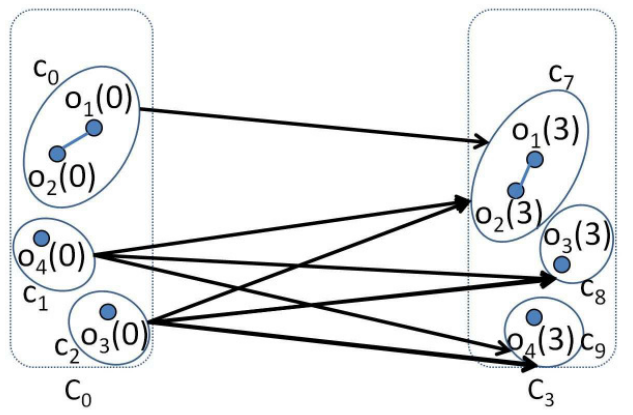 c₀
o₁(0)
o₂(0)
o₄(0)
c₁
o₃(0)
c₂
C₀
c₇
o₁(3)
o₂(3)
o₃(3)
c₈
o₄(3) c₉
C₃